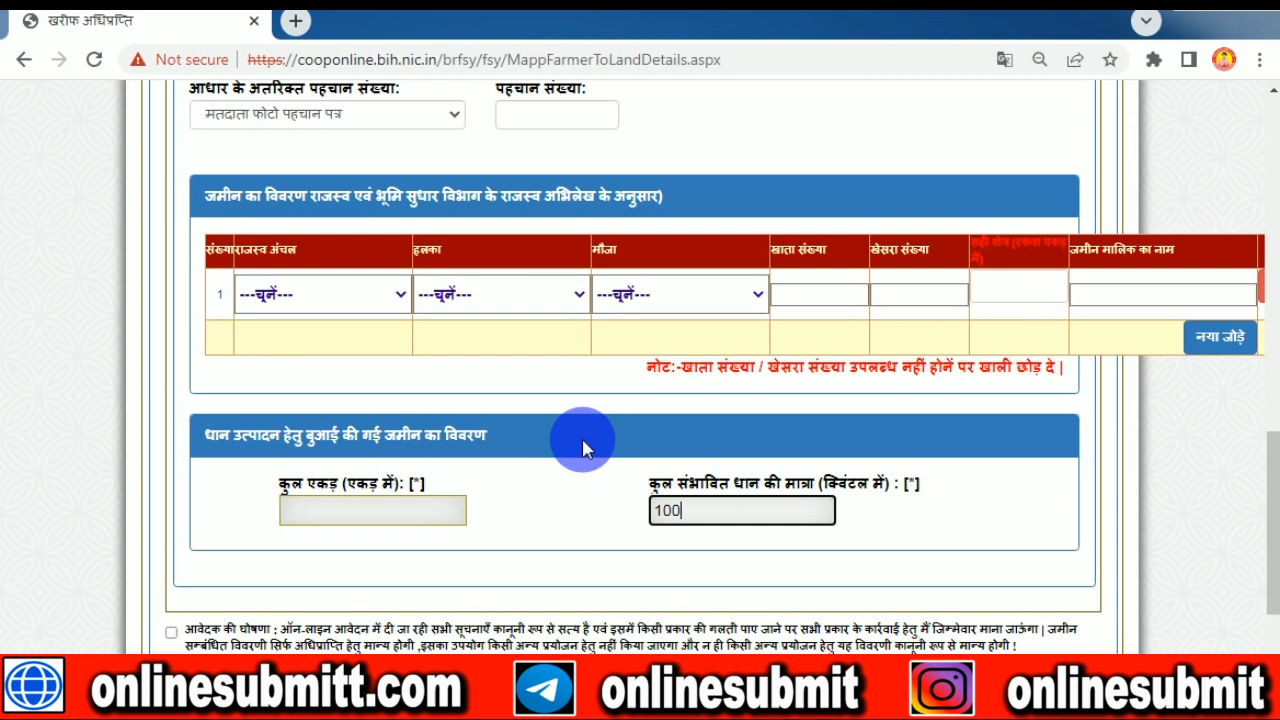 खरीफ अधिप्रप्ति
Not secure https://cooponline.bih.nic.in/brfsy/fsy/MappFarmerToLandDetails.aspx
आधार के अतिरिक्त पहचान संख्या: पहचान संख्या:
मतदाता फोटो पहचान पत्र
जमीन का विवरण राजस्व एवं भूमि सुधार विभाग के राजस्व अभिलेख के अनुसार)
संख्या राजस्व अंचल हलका मौजा खाता संख्या खेसरा संख्या सही क्षेत्र (रकवा एकड़ में) जमीन मालिक का नाम
1 ---चूनें--- ---चूनें--- ---चूनें---
नया जोड़े
नोट:-खाता संख्या / खेसरा संख्या उपलब्ध नहीं होनें पर खाली छोड़ दे |
धान उत्पादन हेतु बुआई की गई जमीन का विवरण
कुल एकड़ (एकड़ में): [*] कूल संभावित धान की मात्रा (क्विंटल में) : [*]
100
आवेदक की घोषणा : ऑन-लाइन आवेदन में दी जा रही सभी सूचनाएँ कानूनी रूप से सत्य है एवं इसमें किसी प्रकार की गलती पाए जाने पर सभी प्रकार के कार्रवाई हेतु मैं जिम्मेवार माना जाऊंगा | जमीन
सम्बंधित विवरणी सिर्फ अधिप्राप्ति हेतु मान्य होगी ,इसका उपयोग किसी अन्य प्रयोजन हेतु नहीं किया जाएगा और न ही किसी अन्य प्रयोजन हेतु यह विवरणी कानूनी रूप से मान्य होगी !
onlinesubmitt.com onlinesubmit onlinesubmit